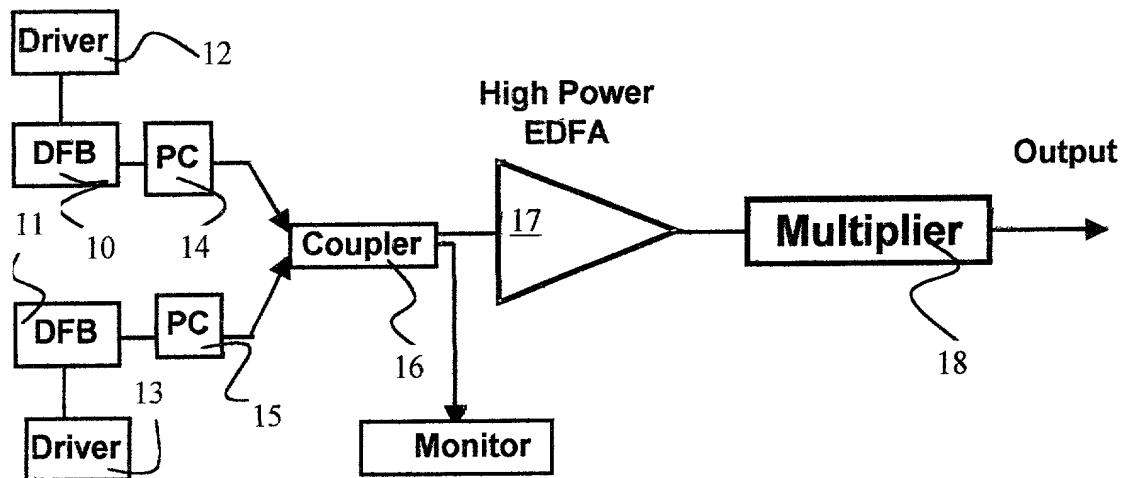 Driver
12
High Power
EDFA
DFB
PC
Output
11
10
14
17
Coupler
Multiplier
DFB
PC
16
18
13
15
Driver
Monitor